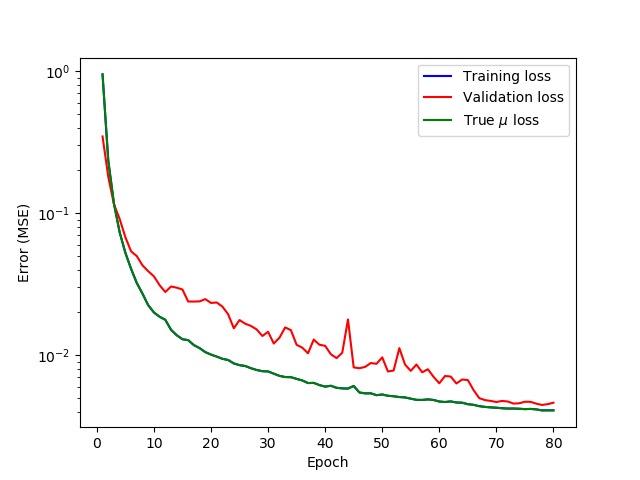 10⁰
10⁻¹
10⁻²
Error (MSE)
0 10 20 30 40 50 60 70 80
Epoch
Training loss
Validation loss
True μ loss